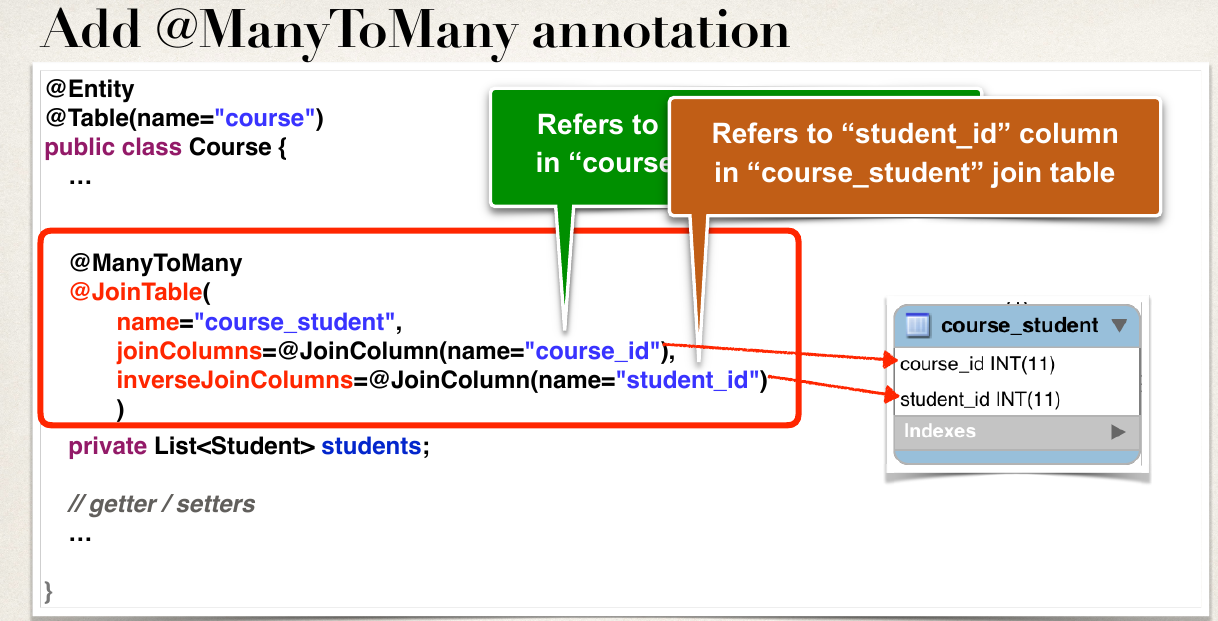 Add @ManyToMany annotation
@Entity
@Table(name="course")
public class Course {
…
Refers to
in “course
Refers to “student_id” column
in “course_student” join table
@ManyToMany
@JoinTable(
name="course_student",
joinColumns=@JoinColumn(name="course_id"),
inverseJoinColumns=@JoinColumn(name="student_id")
)
private List<Student> students;
// getter / setters
…
}
course_student
course_id INT(11)
student_id INT(11)
Indexes